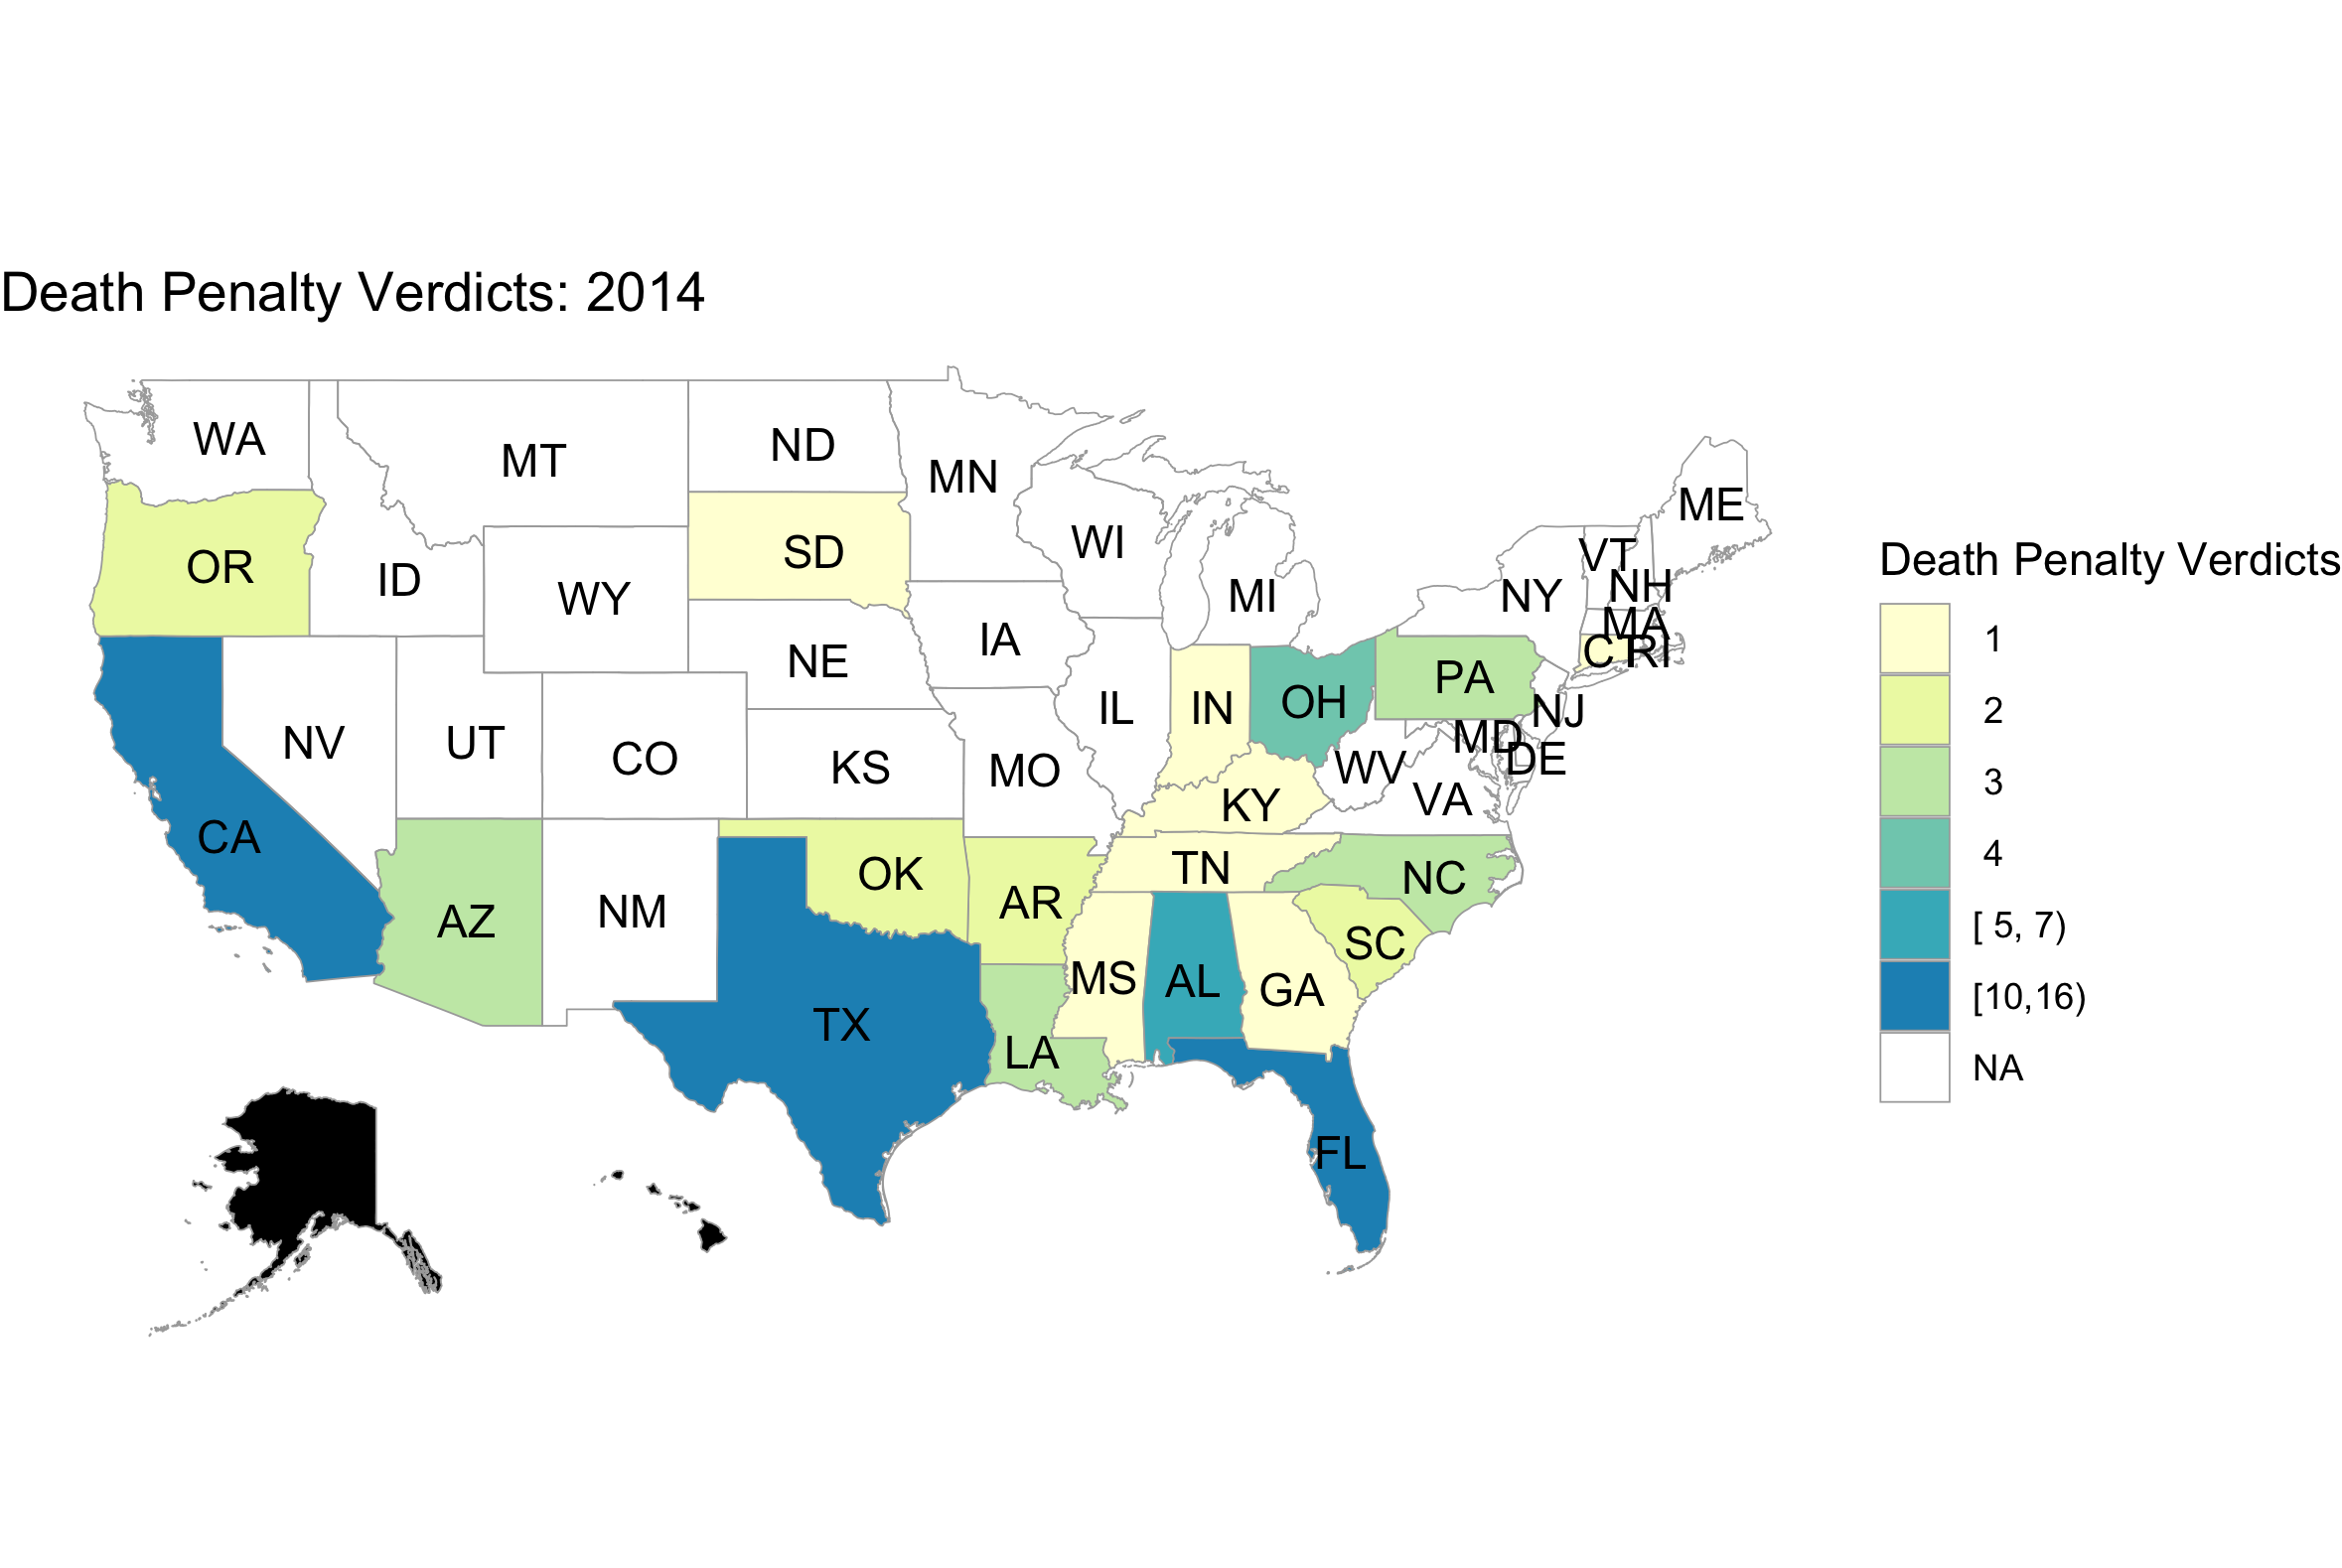 Death Penalty Verdicts: 2014
WA
MT
ND
MN
ME
OR
ID
SD
WI
VT
WY
MI
NY
NH
IA
MA
NE
CT
RI
PA
NV
UT
CO
KS
MO
IL
IN
OH
NJ
MD
WV
DE
VA
CA
KY
TN
NC
OK
AR
AZ
NM
SC
MS
AL
GA
TX
LA
FL
Death Penalty Verdicts
1
2
3
4
[ 5, 7)
[10,16)
NA